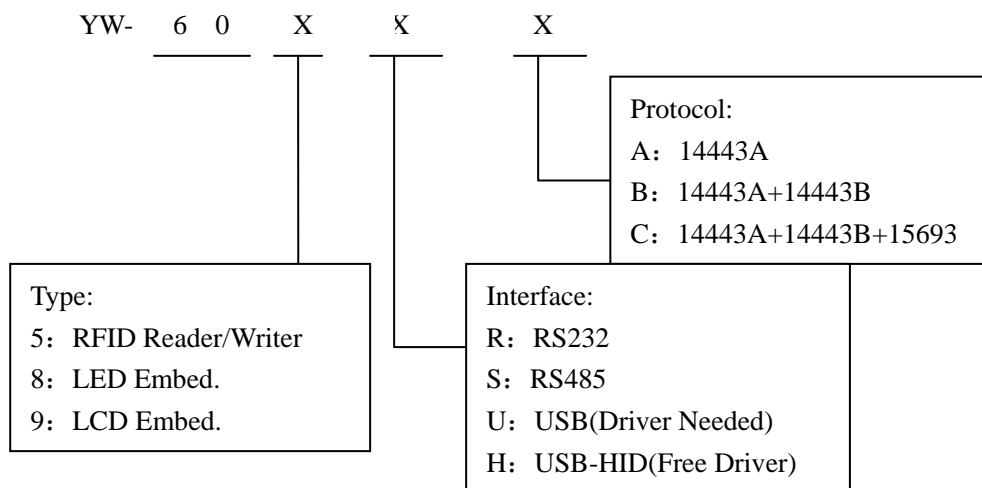 YW- 6 0 X X X
Protocol:
A：14443A
B：14443A+14443B
C：14443A+14443B+15693
Type:
5：RFID Reader/Writer
8：LED Embed.
9：LCD Embed.
Interface:
R：RS232
S：RS485
U：USB(Driver Needed)
H：USB-HID(Free Driver)